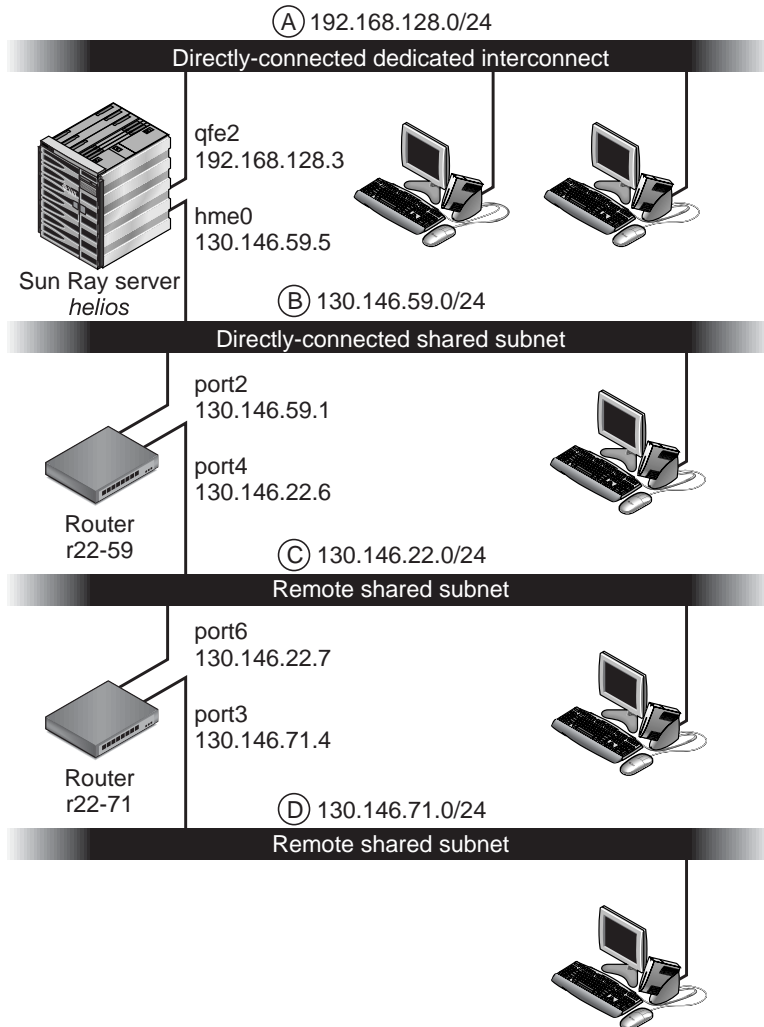 A 192.168.128.0/24
Directly-connected dedicated interconnect
qfe2
192.168.128.3
hme0
130.146.59.5
Sun Ray server
helios
B 130.146.59.0/24
Directly-connected shared subnet
port2
130.146.59.1
port4
130.146.22.6
Router
r22-59
C 130.146.22.0/24
Remote shared subnet
port6
130.146.22.7
port3
130.146.71.4
Router
r22-71
D 130.146.71.0/24
Remote shared subnet